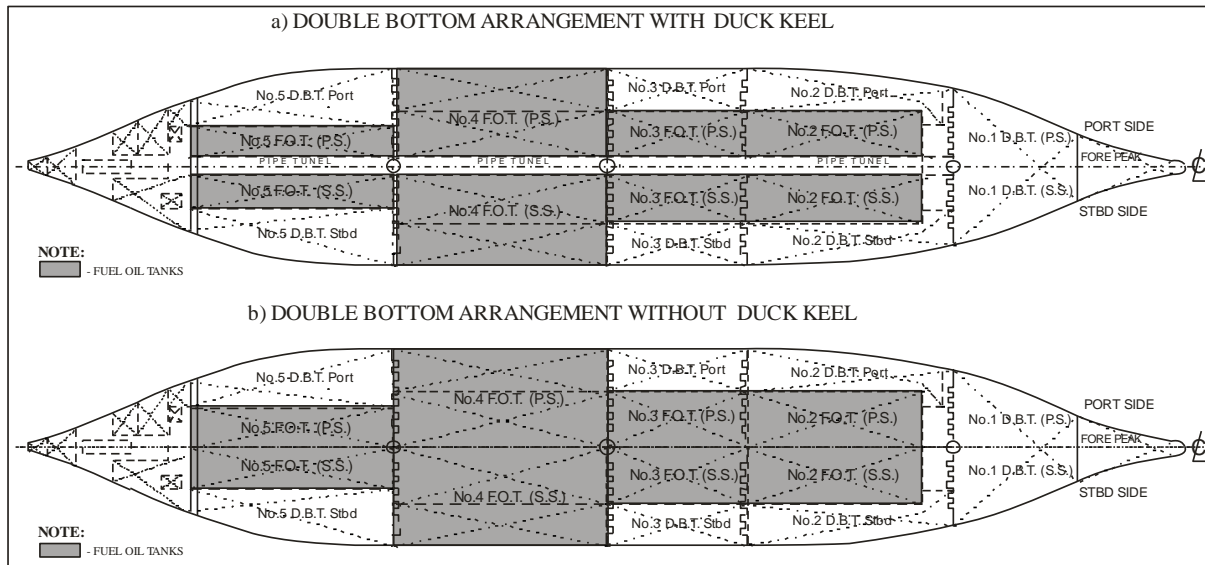 a) DOUBLE BOTTOM ARRANGEMENT WITH DUCK KEEL
No.5 D.B.T. Port
No.3 D.B.T. Port
No.2 D.B.T. Port
No.4 F.O.T. (P.S.)
No.5 F.O.T. (P.S.)
No.3 F.O.T. (P.S.)
No.2 F.O.T. (P.S.)
No.1 D.B.T. (P.S.)
PORT SIDE
PIPE TUNEL
PIPE TUNEL
PIPE TUNEL
FORE PEAK
℄
No.5 F.O.T. (S.S.)
No.4 F.O.T. (S.S.)
No.3 F.O.T. (S.S.)
No.2 F.O.T. (S.S.)
No.1 D.B.T. (S.S.)
STBD SIDE
No.5 D.B.T. Stbd
No.3 D.B.T. Stbd
No.2 D.B.T. Stbd
NOTE:
- FUEL OIL TANKS
b) DOUBLE BOTTOM ARRANGEMENT WITHOUT DUCK KEEL
No.5 D.B.T. Port
No.3 D.B.T. Port
No.2 D.B.T. Port
No.4 F.O.T. (P.S.)
No.5 F.O.T. (P.S.)
No.3 F.O.T. (P.S.)
No.2 F.O.T. (P.S.)
No.1 D.B.T. (P.S.)
PORT SIDE
FORE PEAK
℄
No.5 F.O.T. (S.S.)
No.4 F.O.T. (S.S.)
No.3 F.O.T. (S.S.)
No.2 F.O.T. (S.S.)
No.1 D.B.T. (S.S.)
STBD SIDE
No.5 D.B.T. Stbd
No.3 D.B.T. Stbd
No.2 D.B.T. Stbd
NOTE:
- FUEL OIL TANKS